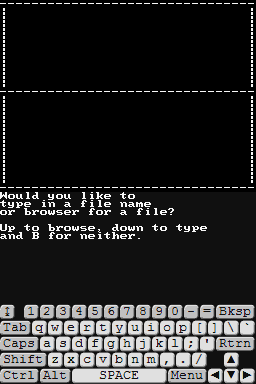 Would you like to
type in a file name
or browser for a file?
Up to browse, down to type
and B for neither.
1 2 3 4 5 6 7 8 9 0 - = Bksp
Tab q w e r t y u i o p [ ] \ `
Caps a s d f g h j k l ; ' Rtrn
Shift z x c v b n m , . / ▲
Ctrl Alt SPACE Menu ◀ ▼ ▶